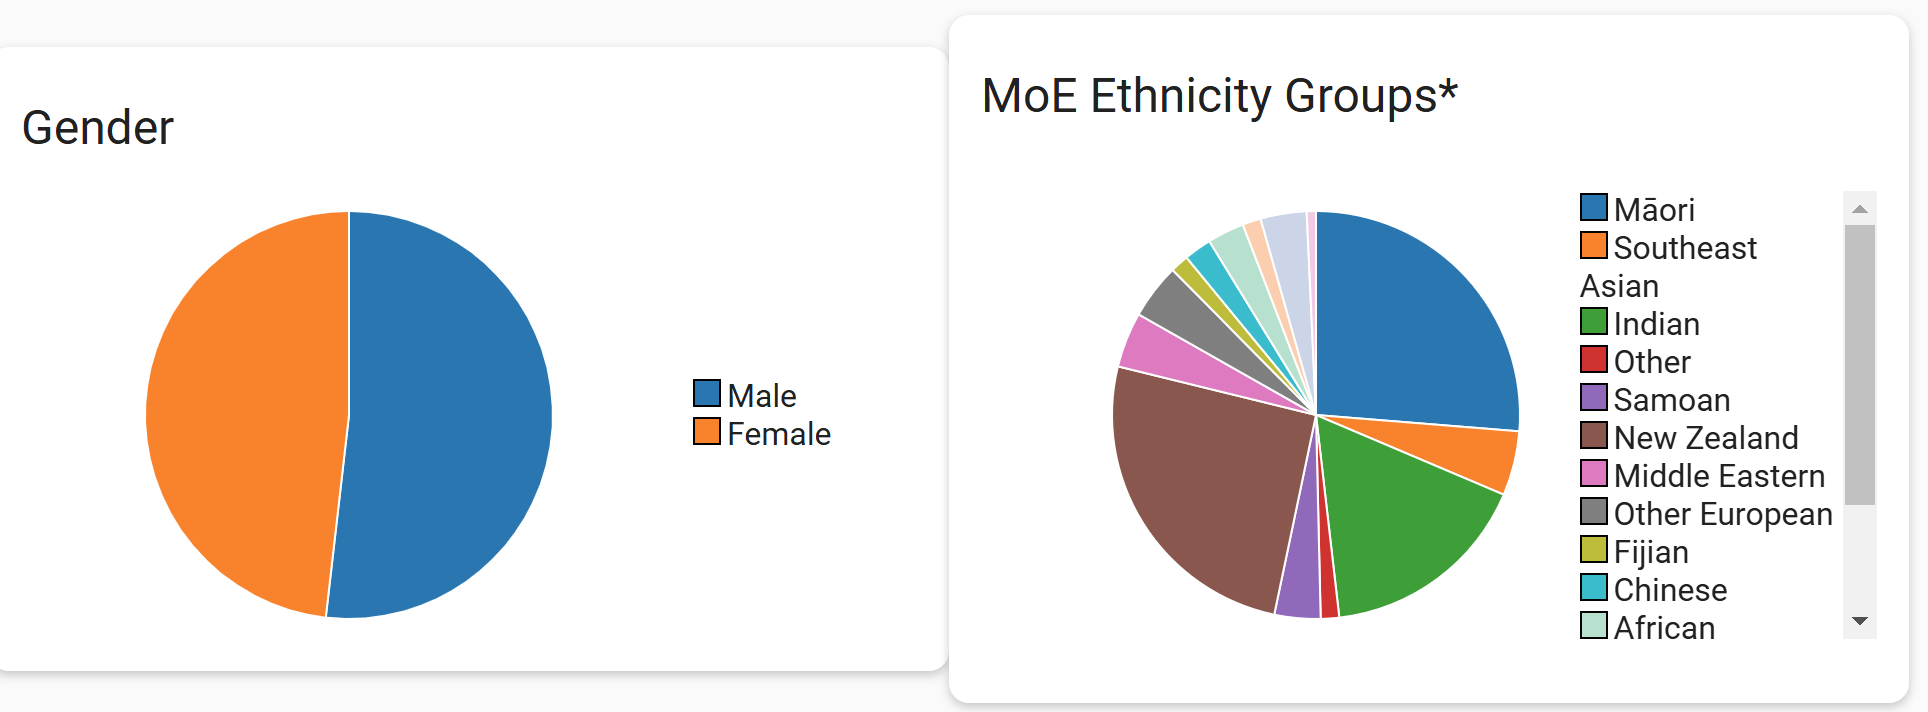 Gender
Male
Female
MoE Ethnicity Groups*
Māori
Southeast
Asian
Indian
Other
Samoan
New Zealand
Middle Eastern
Other European
Fijian
Chinese
African